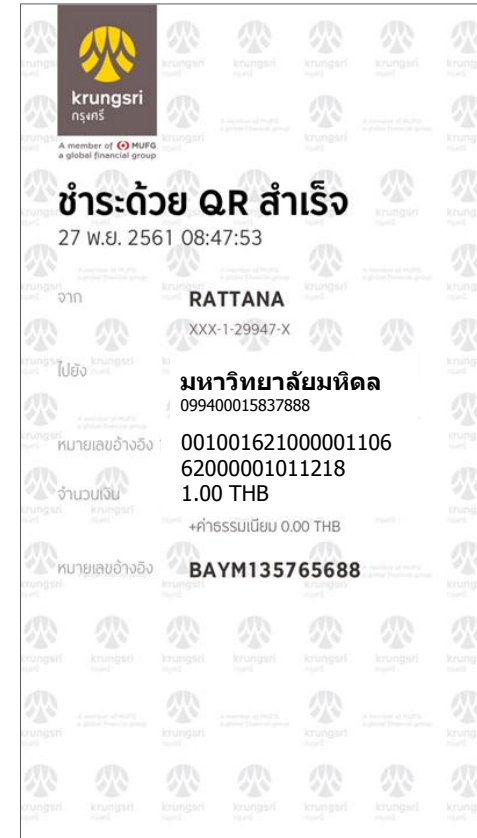 krungsri
กรุงศรี
A member of MUFG
a global financial group
ชำระด้วย QR สำเร็จ
27 พ.ย. 2561 08:47:53
จาก RATTANA
XXX-1-29947-X
ไปยัง
มหาวิทยาลัยมหิดล
099400015837888
หมายเลขอ้างอิง 001001621000001106
62000001011218
จำนวนเงิน 1.00 THB
+ค่าธรรมเนียม 0.00 THB
หมายเลขอ้างอิง BAYM135765688